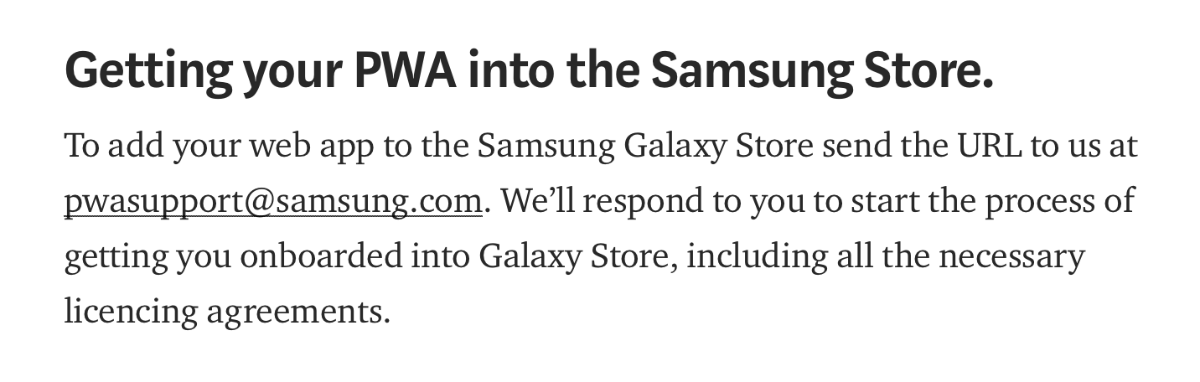 Getting your PWA into the Samsung Store.
To add your web app to the Samsung Galaxy Store send the URL to us at
pwasupport@samsung.com. We’ll respond to you to start the process of
getting you onboarded into Galaxy Store, including all the necessary
licencing agreements.